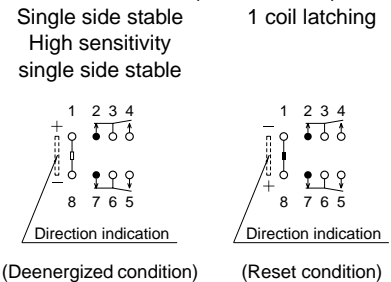 Single side stable
High sensitivity
single side stable
1 coil latching
1 2 3 4
+
−
8 7 6 5
Direction indication
(Deenergized condition)
1 2 3 4
−
+
8 7 6 5
Direction indication
(Reset condition)